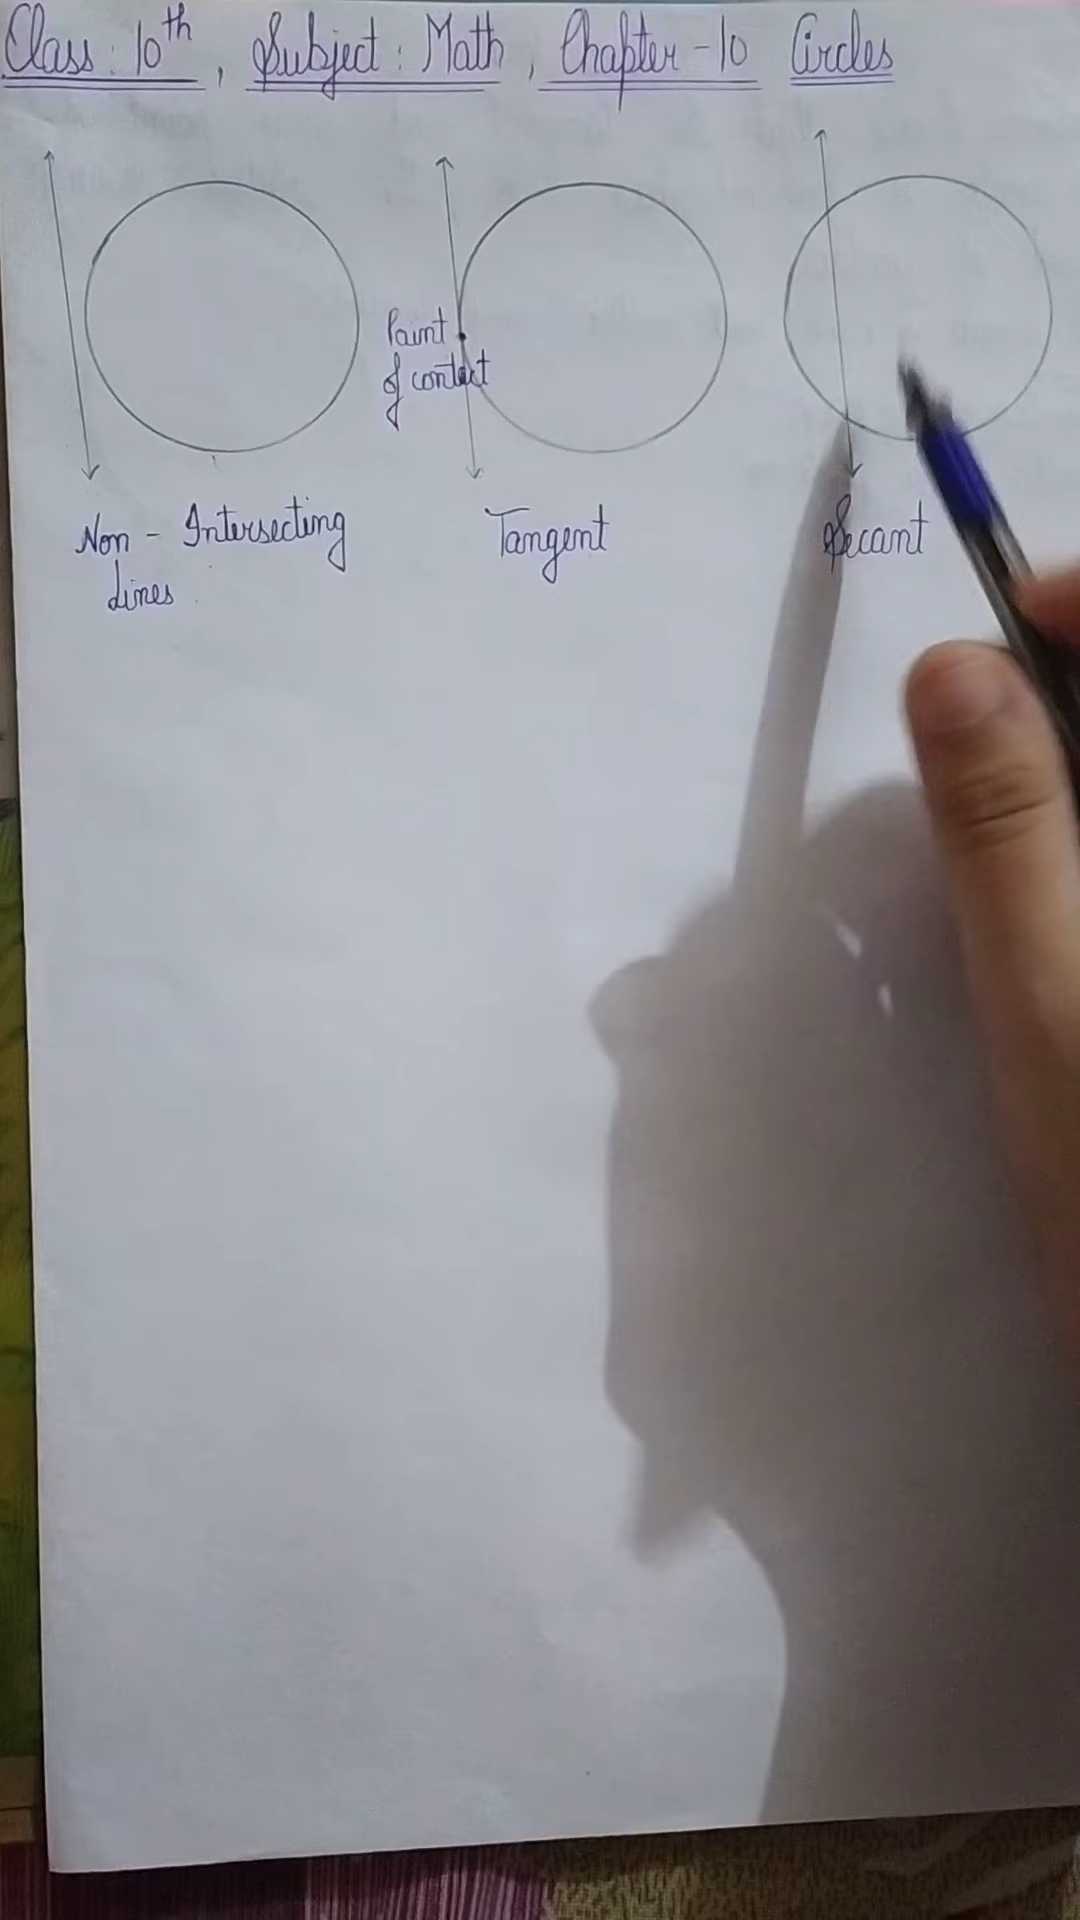 Class : 10th, Subject : Math, Chapter - 10 Circles
Point
of contact
Non - Intersecting
Lines
Tangent
Secant